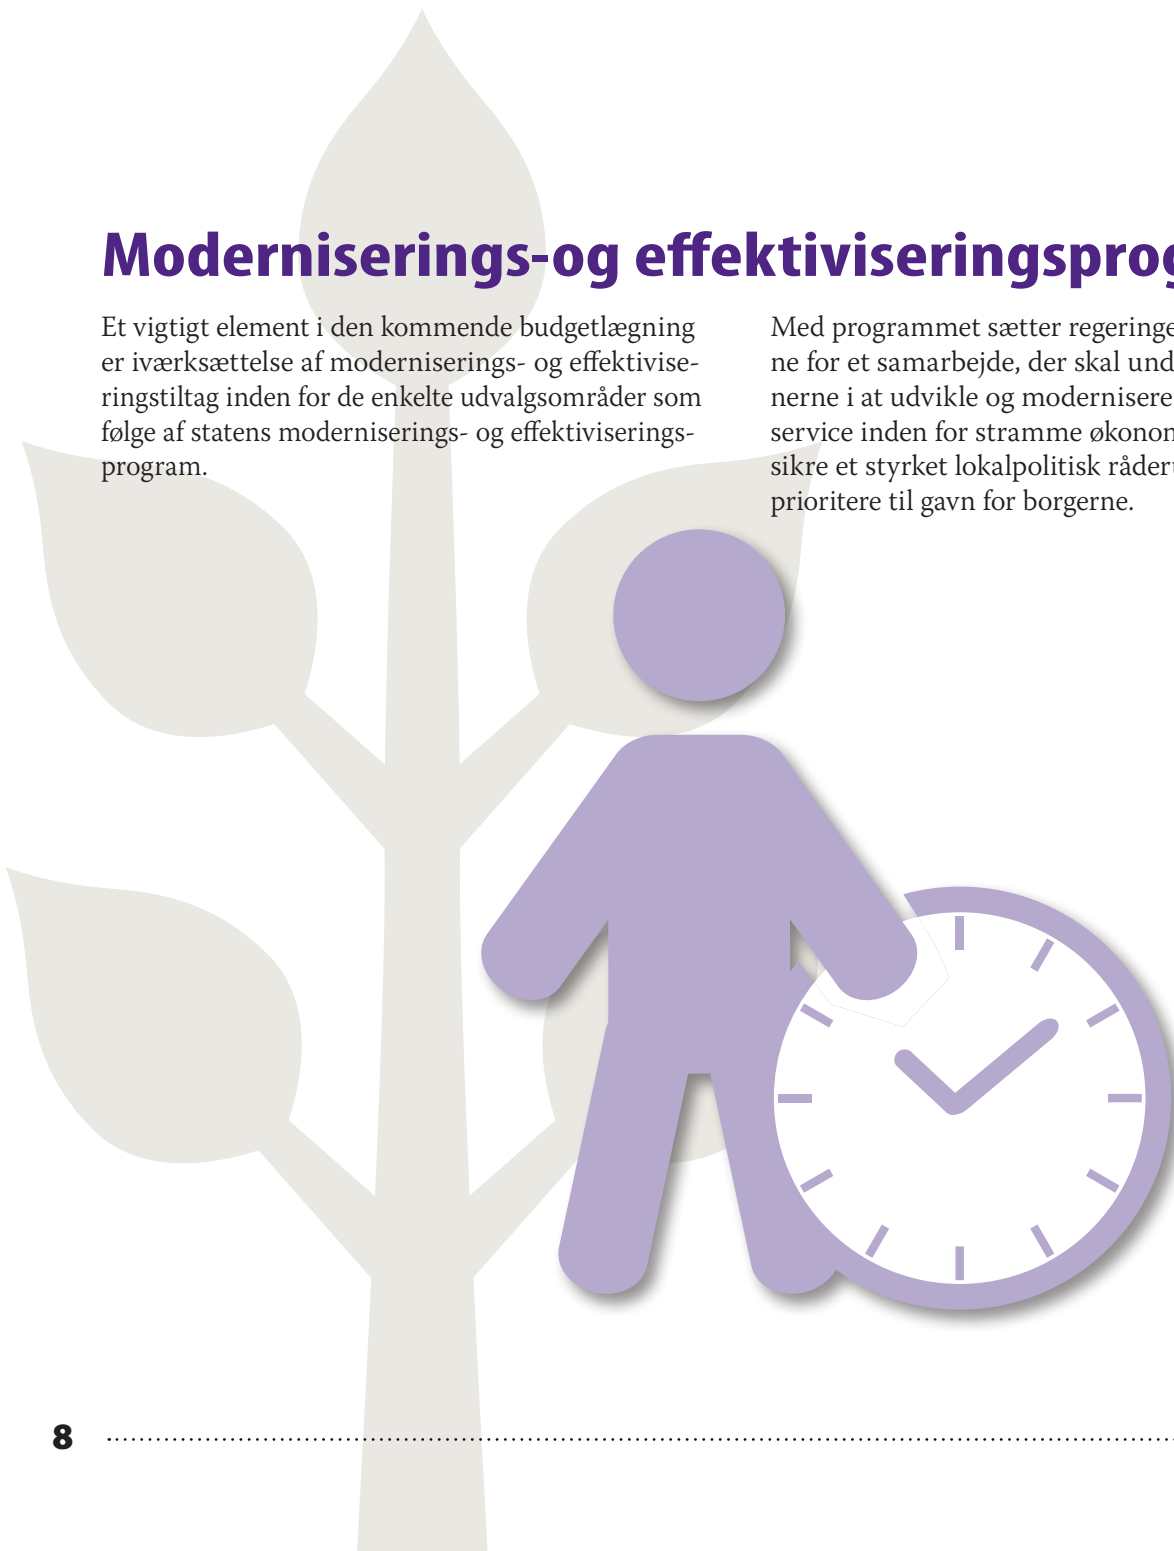 Moderniserings-og effektiviseringsprog
Et vigtigt element i den kommende budgetlægning
er iværksættelse af moderniserings- og effektivise-
ringstiltag inden for de enkelte udvalgsområder som
følge af statens moderniserings- og effektiviserings-
program.
Med programmet sætter regeringe
ne for et samarbejde, der skal und
nerne i at udvikle og modernisere
service inden for stramme økonom
sikre et styrket lokalpolitisk råderu
prioritere til gavn for borgerne.
8